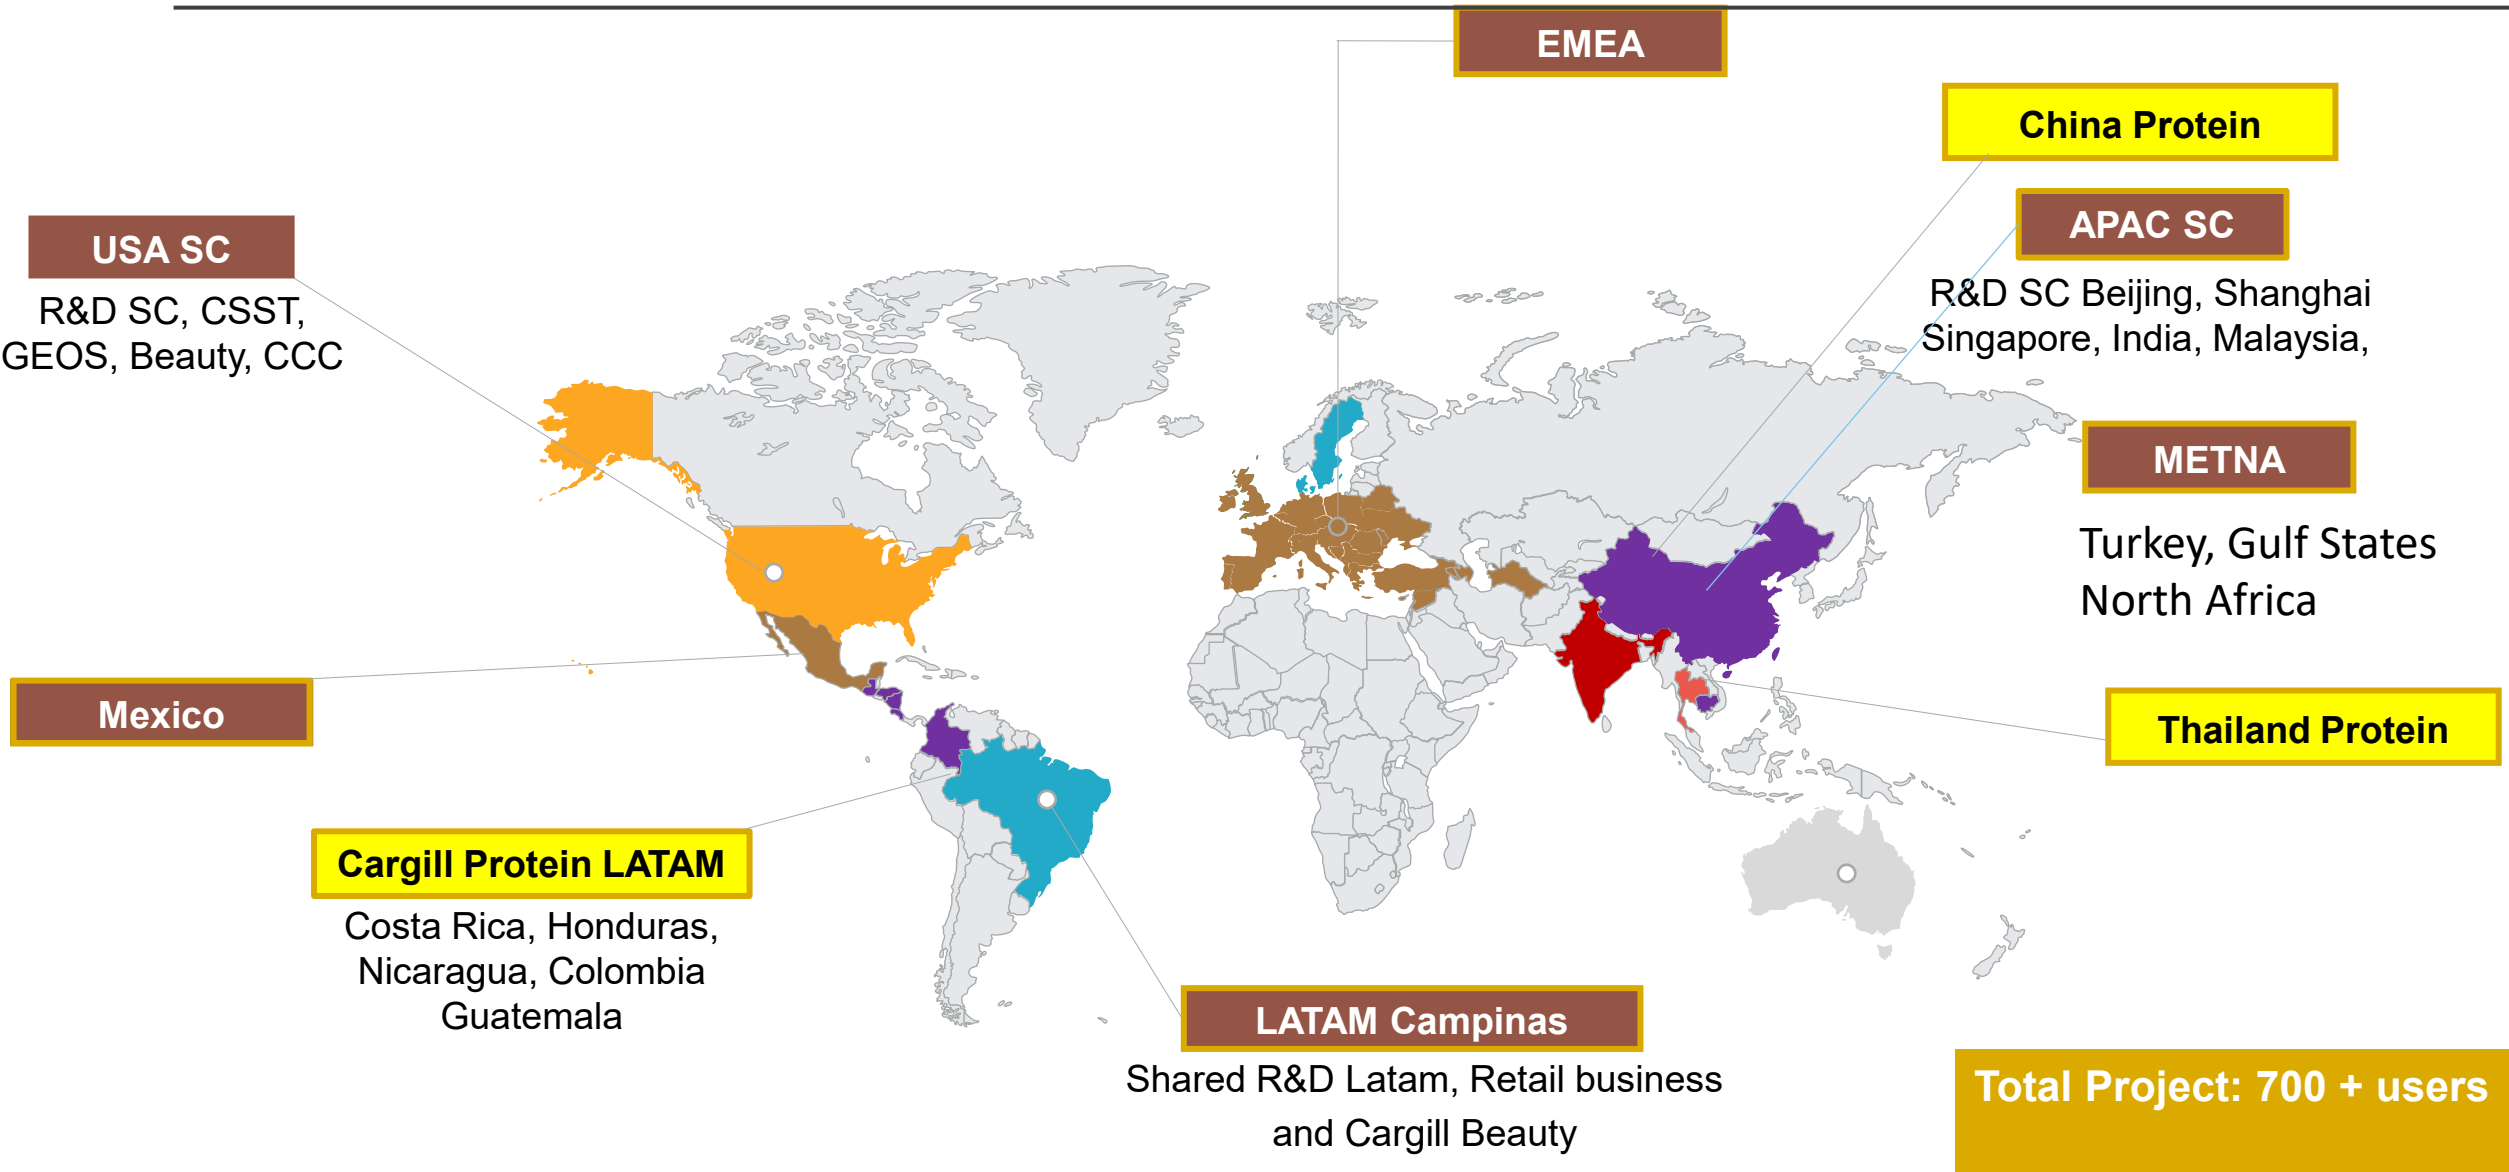 EMEA
China Protein
APAC SC
R&D SC Beijing, Shanghai
Singapore, India, Malaysia,
USA SC
R&D SC, CSST,
GEOS, Beauty, CCC
METNA
Turkey, Gulf States
North Africa
Mexico
Thailand Protein
Cargill Protein LATAM
Costa Rica, Honduras,
Nicaragua, Colombia
Guatemala
LATAM Campinas
Shared R&D Latam, Retail business
and Cargill Beauty
Total Project: 700 + users